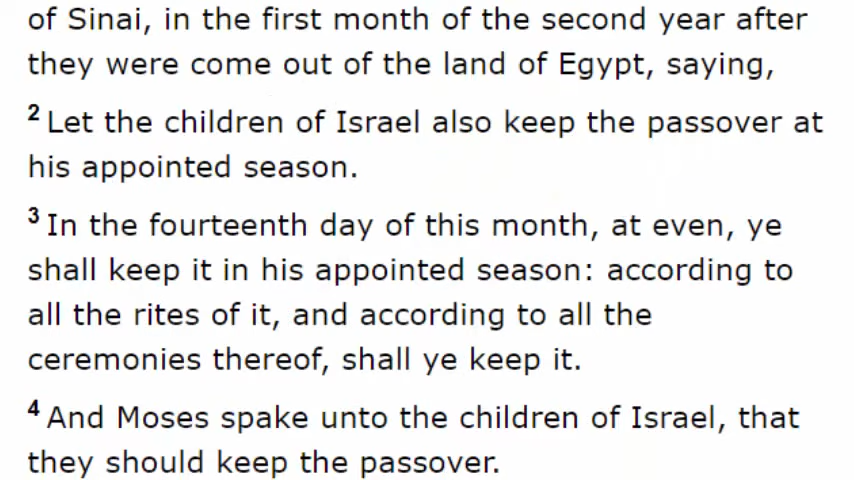 of Sinai, in the first month of the second year after
they were come out of the land of Egypt, saying,
2 Let the children of Israel also keep the passover at
his appointed season.
3 In the fourteenth day of this month, at even, ye
shall keep it in his appointed season: according to
all the rites of it, and according to all the
ceremonies thereof, shall ye keep it.
4 And Moses spake unto the children of Israel, that
they should keep the passover.